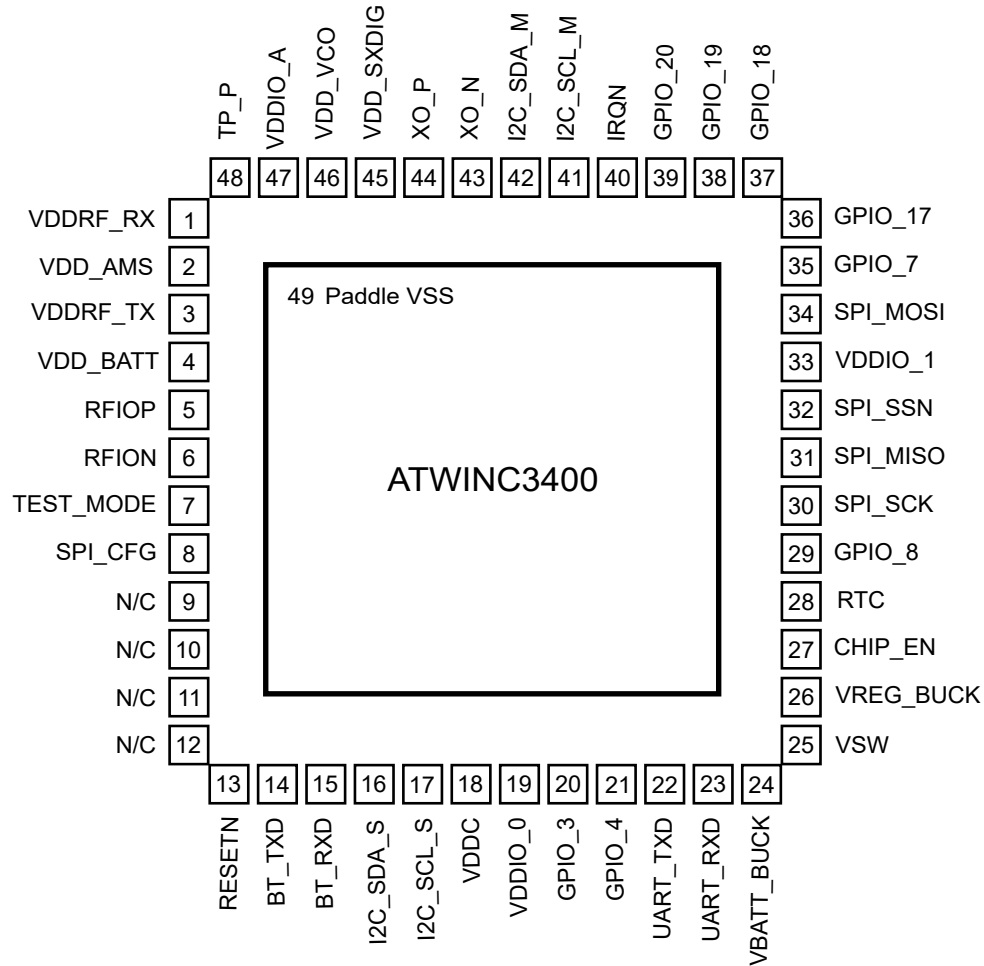 TP_P
VDDIO_A
VDD_VCO
VDD_SXDIG
XO_P
XO_N
I2C_SDA_M
I2C_SCL_M
IRQN
GPIO_20
GPIO_19
GPIO_18
48 47 46 45 44 43 42 41 40 39 38 37
VDDRF_RX 1
VDD_AMS 2
VDDRF_TX 3
VDD_BATT 4
RFIOP 5
RFION 6
TEST_MODE 7
SPI_CFG 8
N/C 9
N/C 10
N/C 11
N/C 12
49 Paddle VSS
ATWINC3400
36 GPIO_17
35 GPIO_7
34 SPI_MOSI
33 VDDIO_1
32 SPI_SSN
31 SPI_MISO
30 SPI_SCK
29 GPIO_8
28 RTC
27 CHIP_EN
26 VREG_BUCK
25 VSW
13 14 15 16 17 18 19 20 21 22 23 24
RESETN
BT_TXD
BT_RXD
I2C_SDA_S
I2C_SCL_S
VDDC
VDDIO_0
GPIO_3
GPIO_4
UART_TXD
UART_RXD
VBATT_BUCK